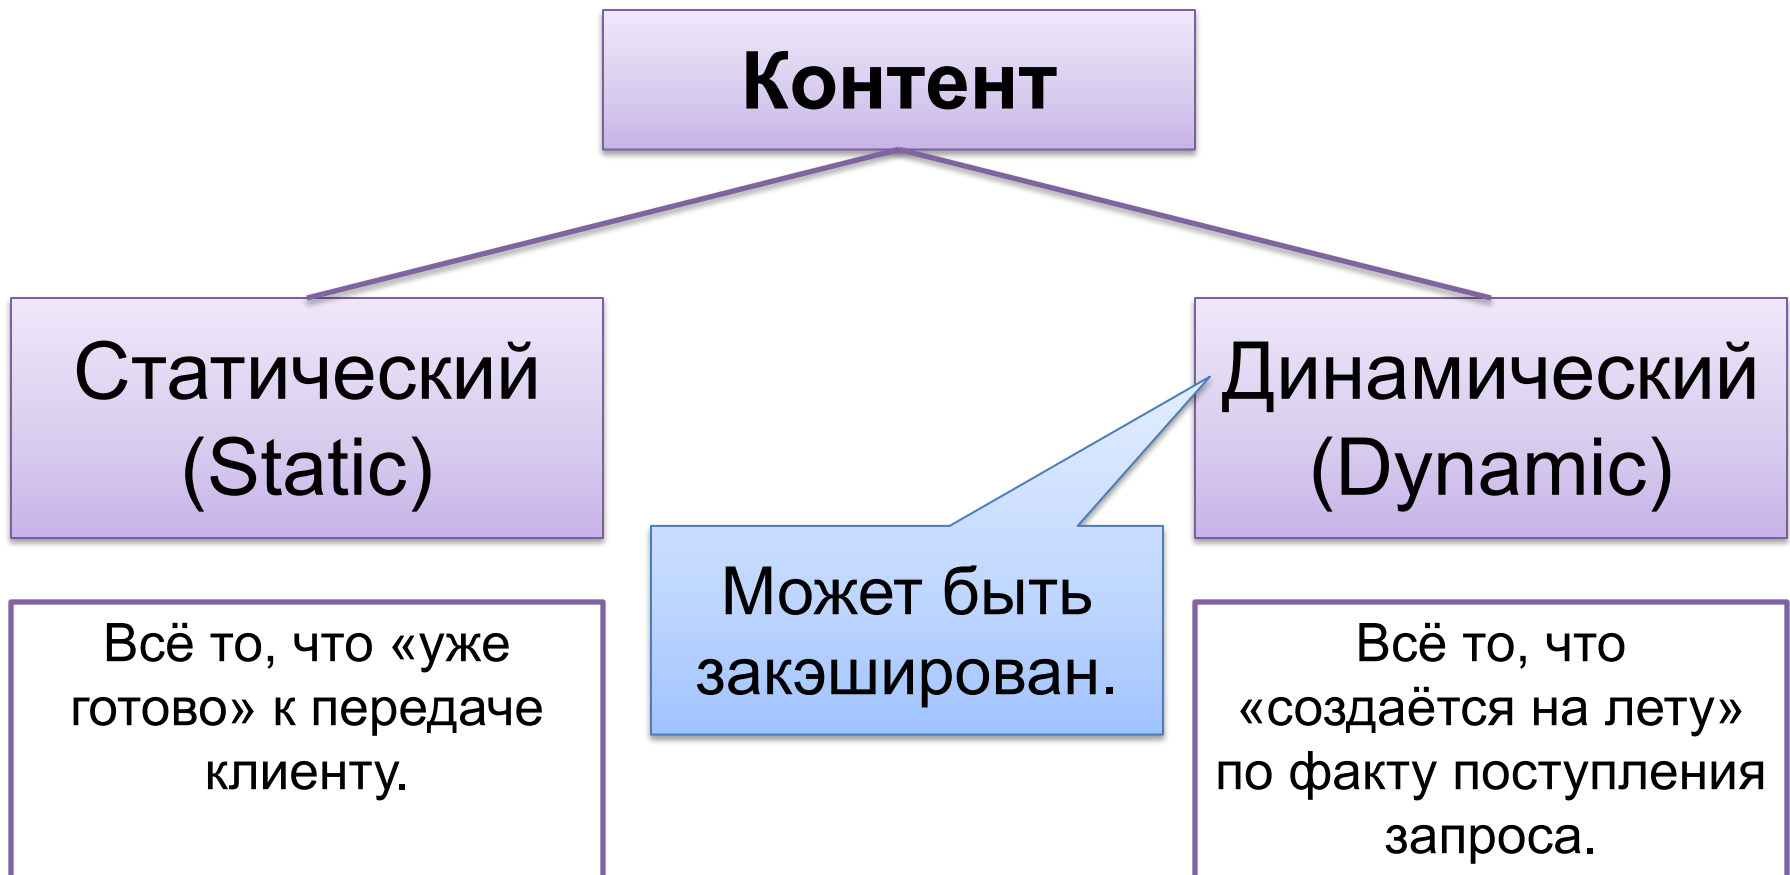 Контент
Статический
(Static)
Динамический
(Dynamic)
Может быть
закэширован.
Всё то, что «уже
готово» к передаче
клиенту.
Всё то, что
«создаётся на лету»
по факту поступления
запроса.